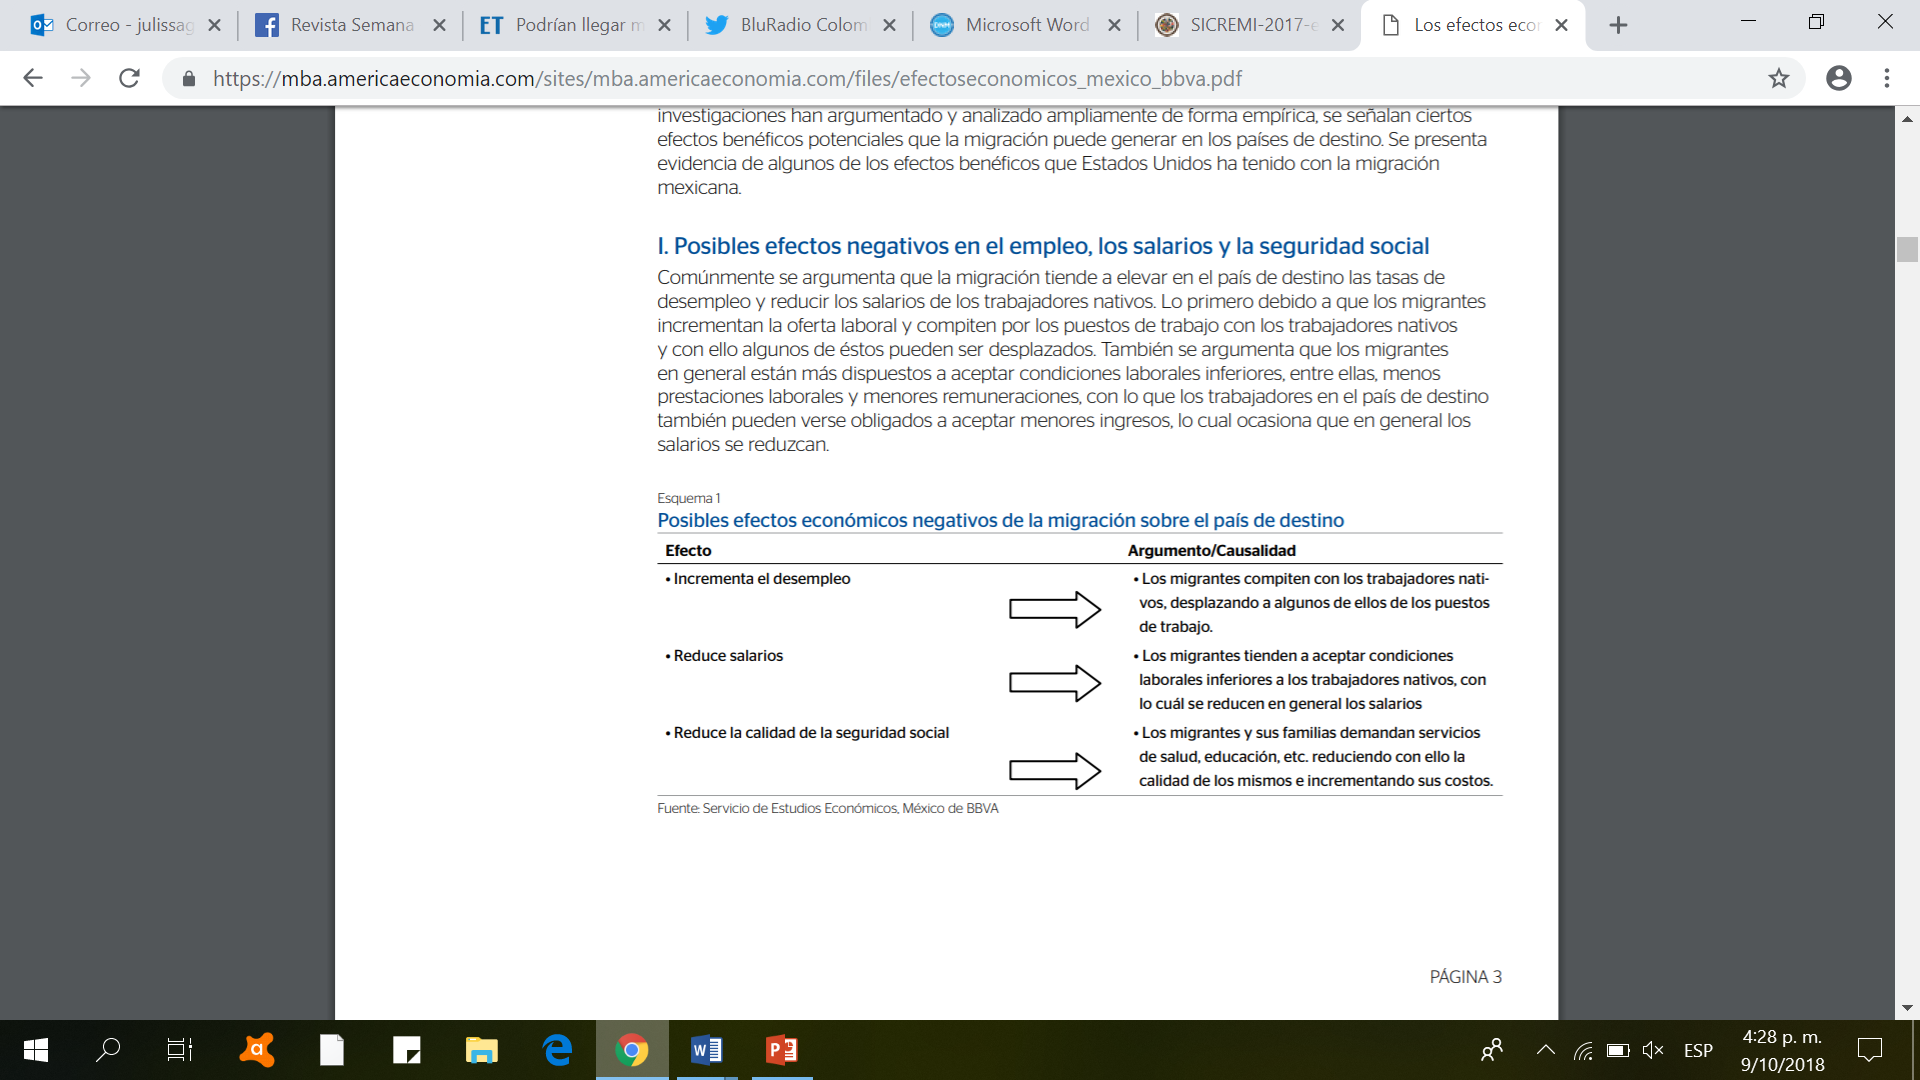 Correo - julissag
Revista Semana
ET Podrían llegar m
BluRadio Colom
Microsoft Word
SICREMI-2017-e
Los efectos econ
https://mba.americaeconomia.com/sites/mba.americaeconomia.com/files/efectoseconomicos_mexico_bbva.pdf
investigaciones han argumentado y analizado ampliamente de forma empírica, se señalan ciertos
efectos benéficos potenciales que la migración puede generar en los países de destino. Se presenta
evidencia de algunos de los efectos benéficos que Estados Unidos ha tenido con la migración
mexicana.
I. Posibles efectos negativos en el empleo, los salarios y la seguridad social
Comúnmente se argumenta que la migración tiende a elevar en el país de destino las tasas de
desempleo y reducir los salarios de los trabajadores nativos. Lo primero debido a que los migrantes
incrementan la oferta laboral y compiten por los puestos de trabajo con los trabajadores nativos
y con ello algunos de éstos pueden ser desplazados. También se argumenta que los migrantes
en general están más dispuestos a aceptar condiciones laborales inferiores, entre ellas, menos
prestaciones laborales y menores remuneraciones, con lo que los trabajadores en el país de destino
también pueden verse obligados a aceptar menores ingresos, lo cual ocasiona que en general los
salarios se reduzcan.
Esquema 1
Posibles efectos económicos negativos de la migración sobre el país de destino
Efecto Argumento/Causalidad
• Incrementa el desempleo • Los migrantes compiten con los trabajadores nati-
vos, desplazando a algunos de ellos de los puestos
de trabajo.
• Reduce salarios • Los migrantes tienden a aceptar condiciones
laborales inferiores a los trabajadores nativos, con
lo cuál se reducen en general los salarios
• Reduce la calidad de la seguridad social • Los migrantes y sus familias demandan servicios
de salud, educación, etc. reduciendo con ello la
calidad de los mismos e incrementando sus costos.
Fuente: Servicio de Estudios Económicos, México de BBVA
PÁGINA 3
ESP
4:28 p. m.
9/10/2018